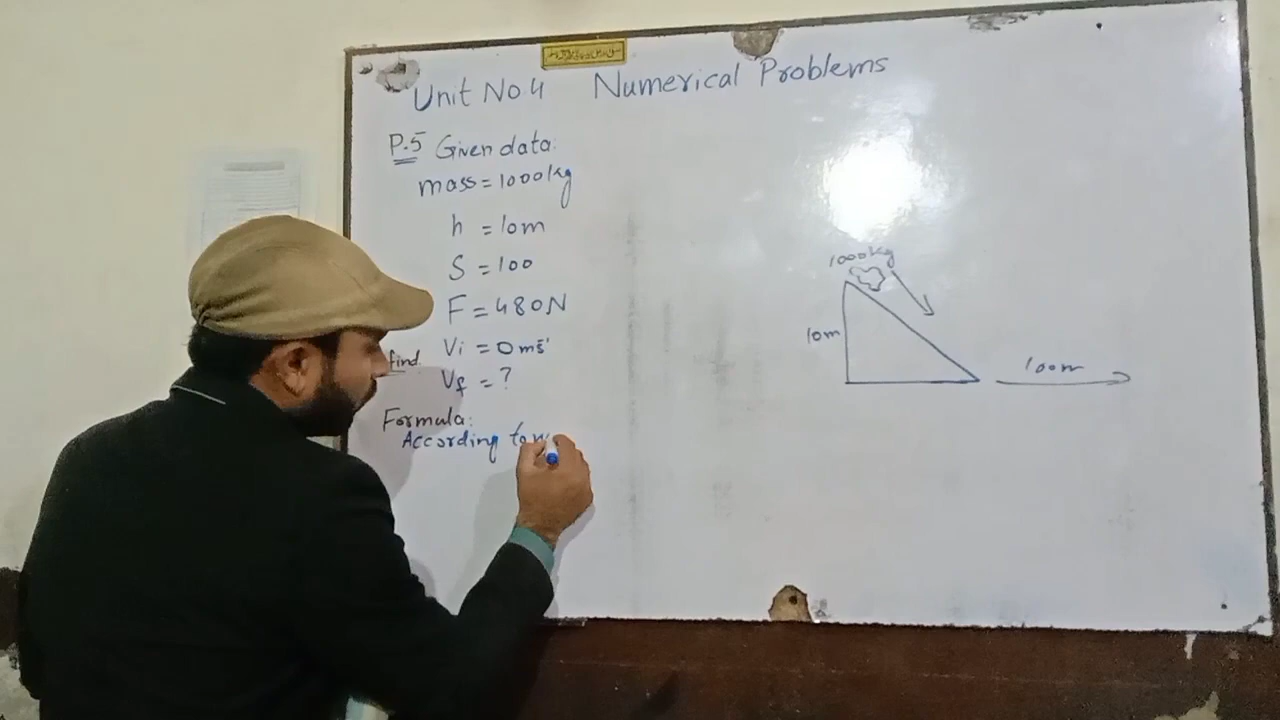 Unit No.4 Numerical Problems
P.5 Given data:
mass = 1000kg
h = 10m
S = 100
F = 480N
Vi = 0ms⁻¹
find
Vf = ?
Formula:
According to
1000kg
10m
100m